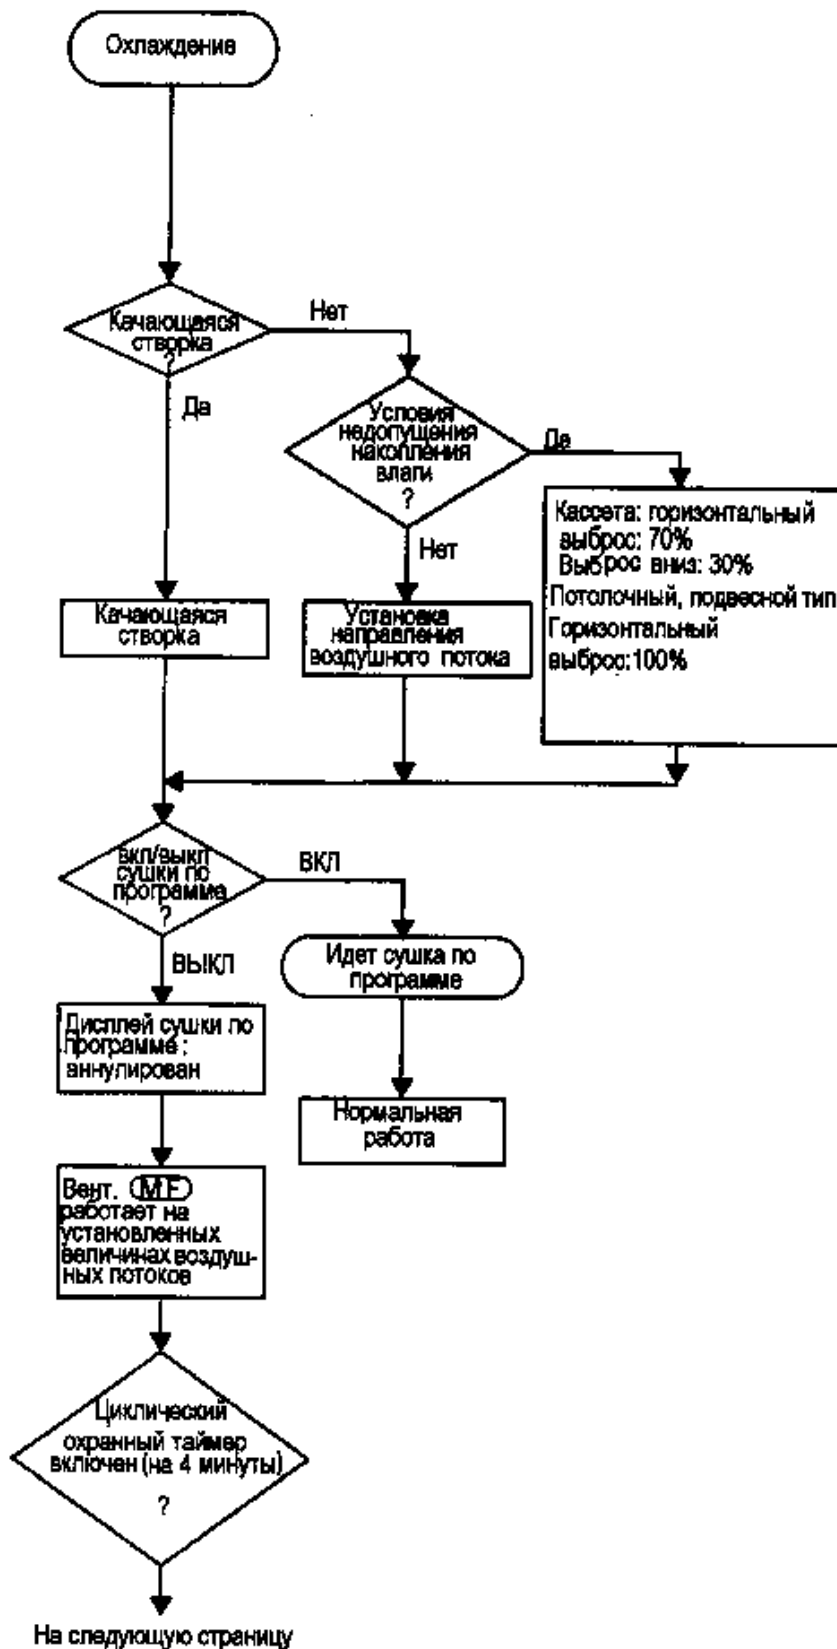 Охлаждение
Качающаяся
створка
?
Нет
Да
Условия
недопущения
накопления
влаги
?
Да
Нет
Кассета: горизонтальный
выброс: 70%
Выброс вниз: 30%
Потолочный, подвесной тип
Горизонтальный
выброс:100%
Качающаяся
створка
Установка
направления
воздушного потока
вкл/выкл
сушки по
программе
?
ВКЛ
ВЫКЛ
Идет сушка по
программе
Дисплей сушки по
программе :
аннулирован
Нормальная
работа
Вент. MF
работает на
установленных
величинах воздуш-
ных потоков
Циклический
охранный таймер
включен (на 4 минуты)
?
На следующую страницу